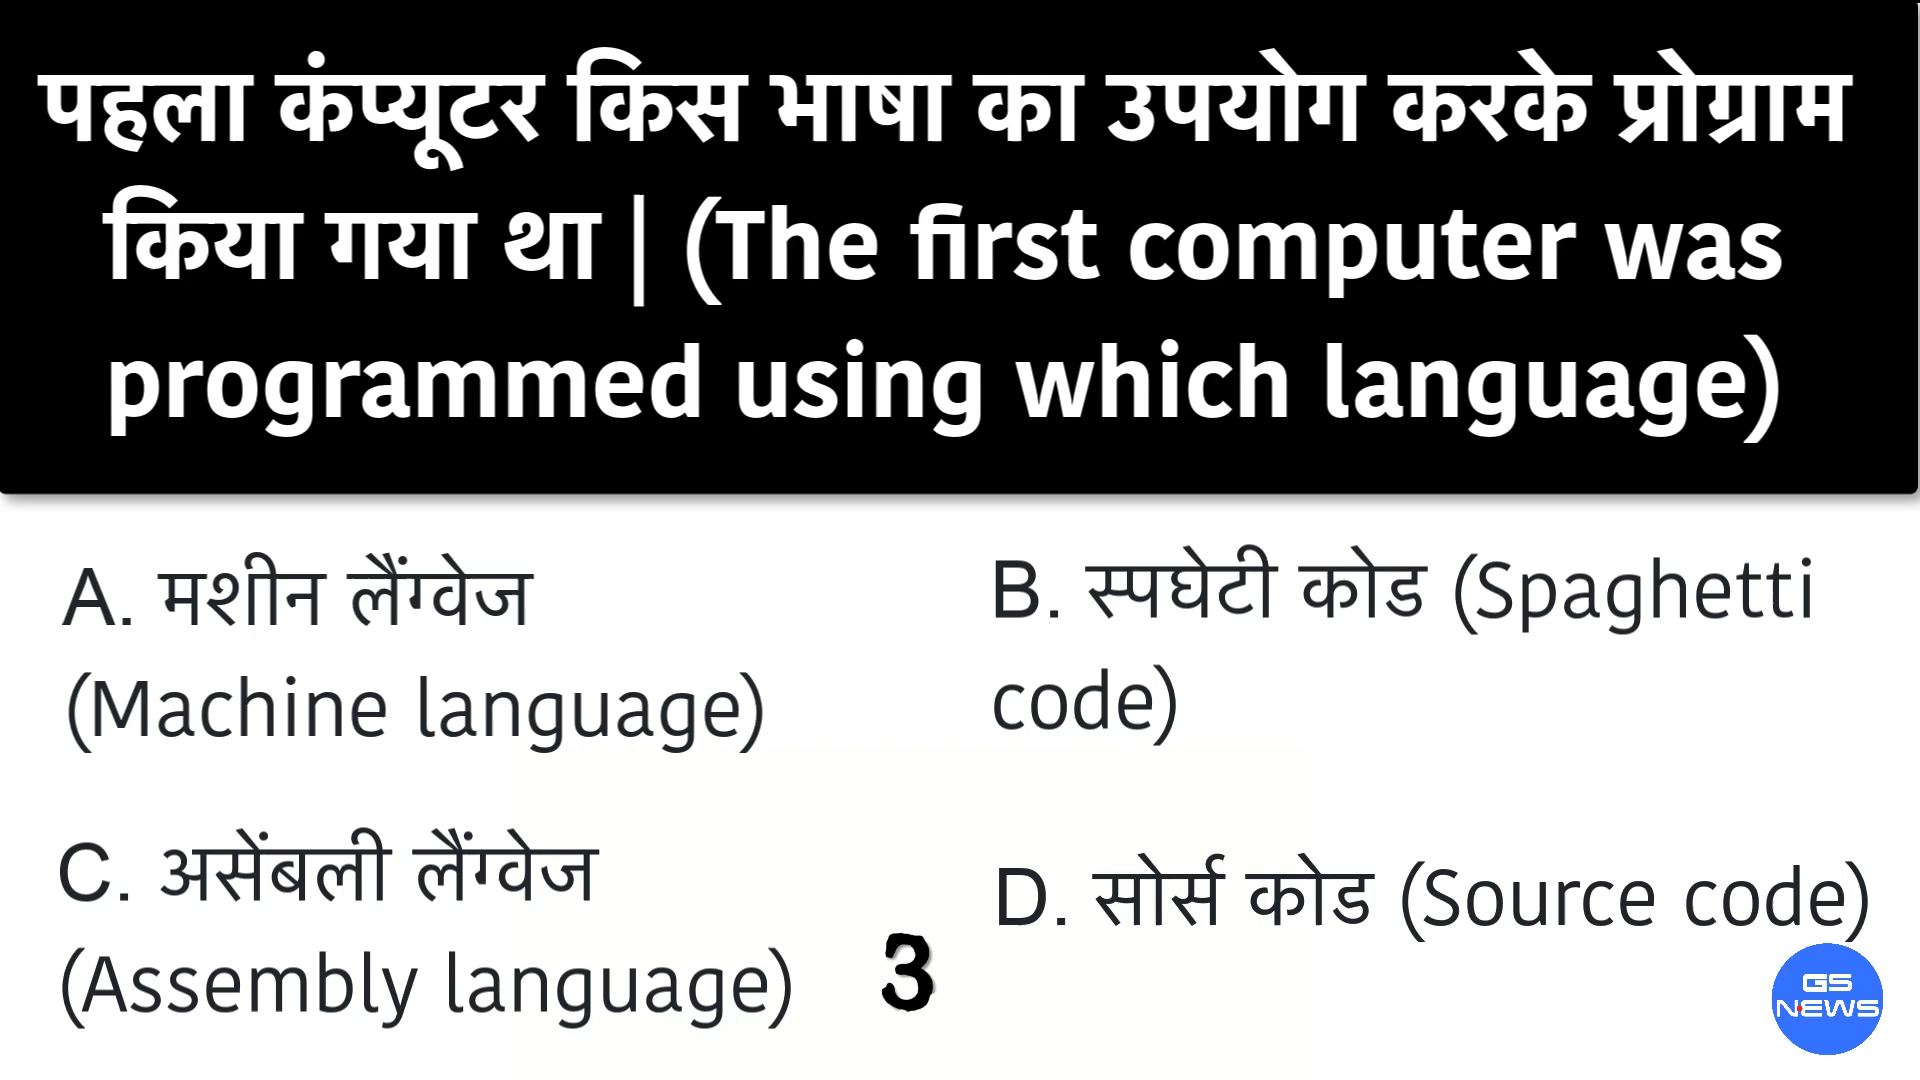 पहला कंप्यूटर किस भाषा का उपयोग करके प्रोग्राम
किया गया था | (The first computer was
programmed using which language)
A. मशीन लैंग्वेज
(Machine language)
B. स्पघेटी कोड (Spaghetti
code)
C. असेंबली लैंग्वेज
(Assembly language)
D. सोर्स कोड (Source code)
3
GS
NEWS